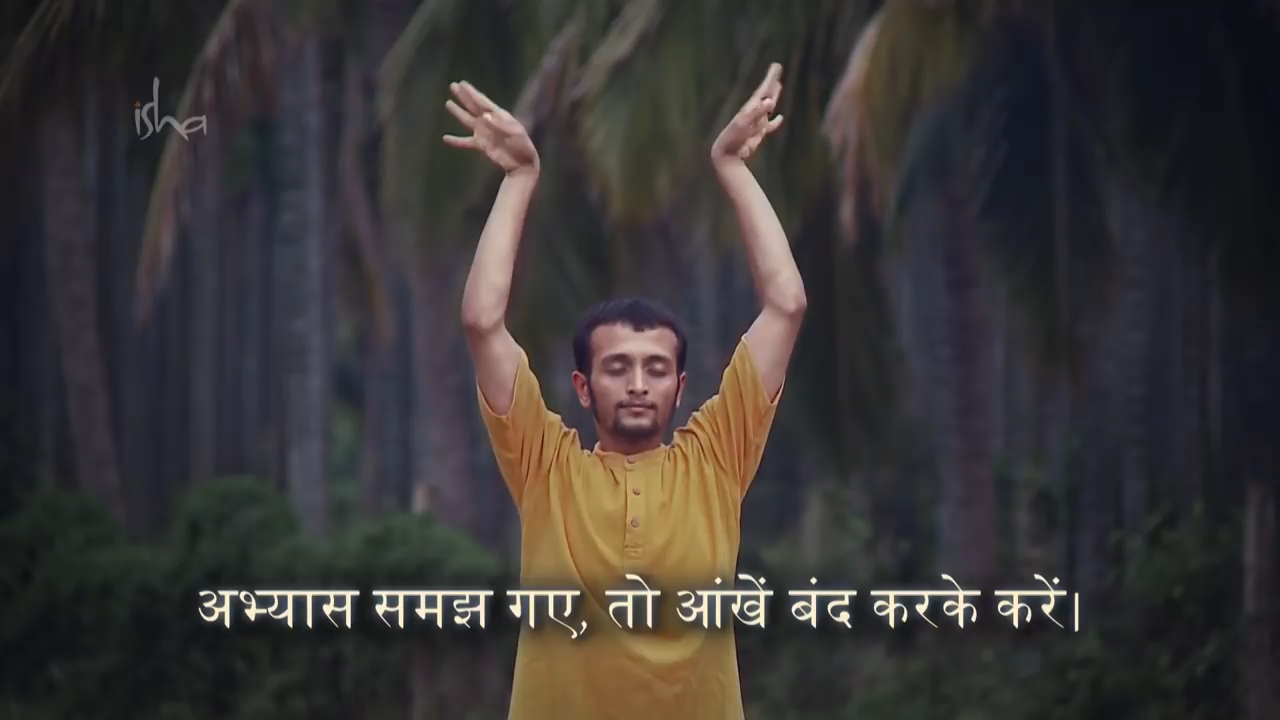 isha
अभ्यास समझ गए, तो आंखें बंद करके करें।